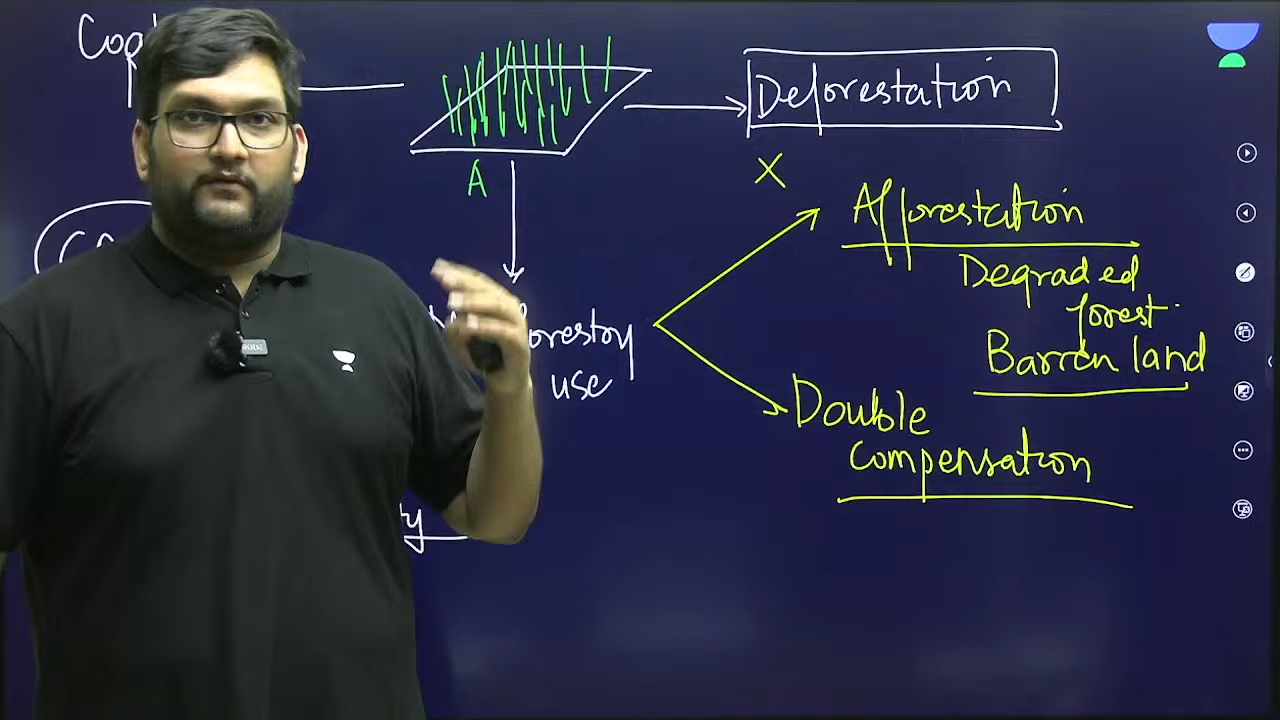 Deforestation
A
X
Afforestation
Degraded
forest
Barren land
use
Double
compensation